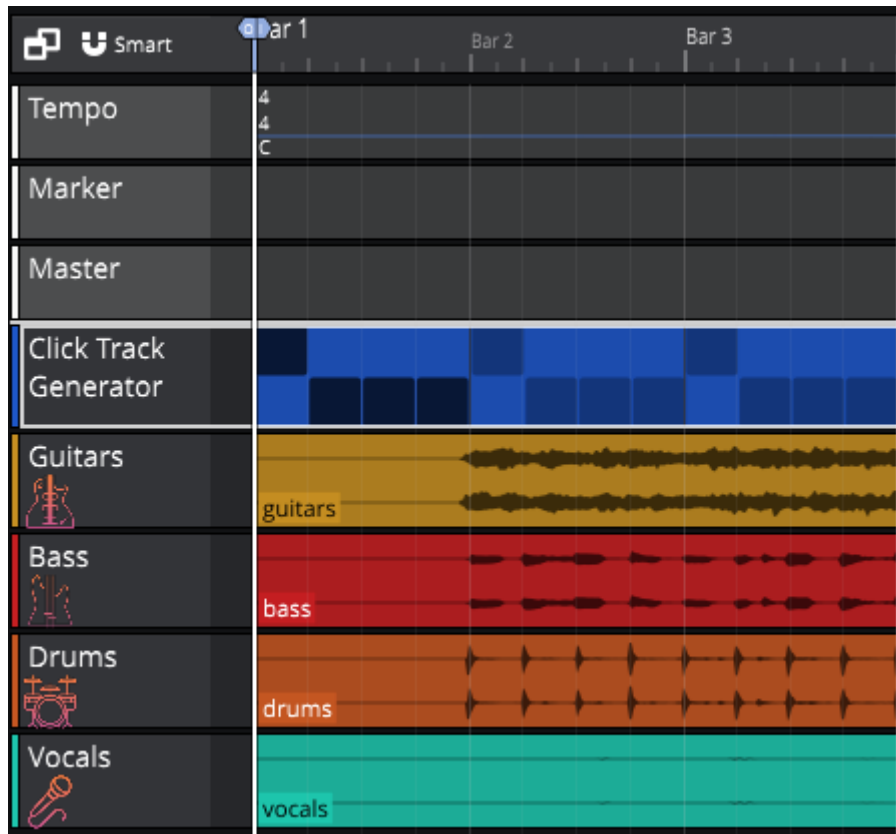 Smart
ar 1
Bar 2
Bar 3
Tempo
4
4
C
Marker
Master
Click Track
Generator
Guitars
guitars
Bass
bass
Drums
drums
Vocals
vocals